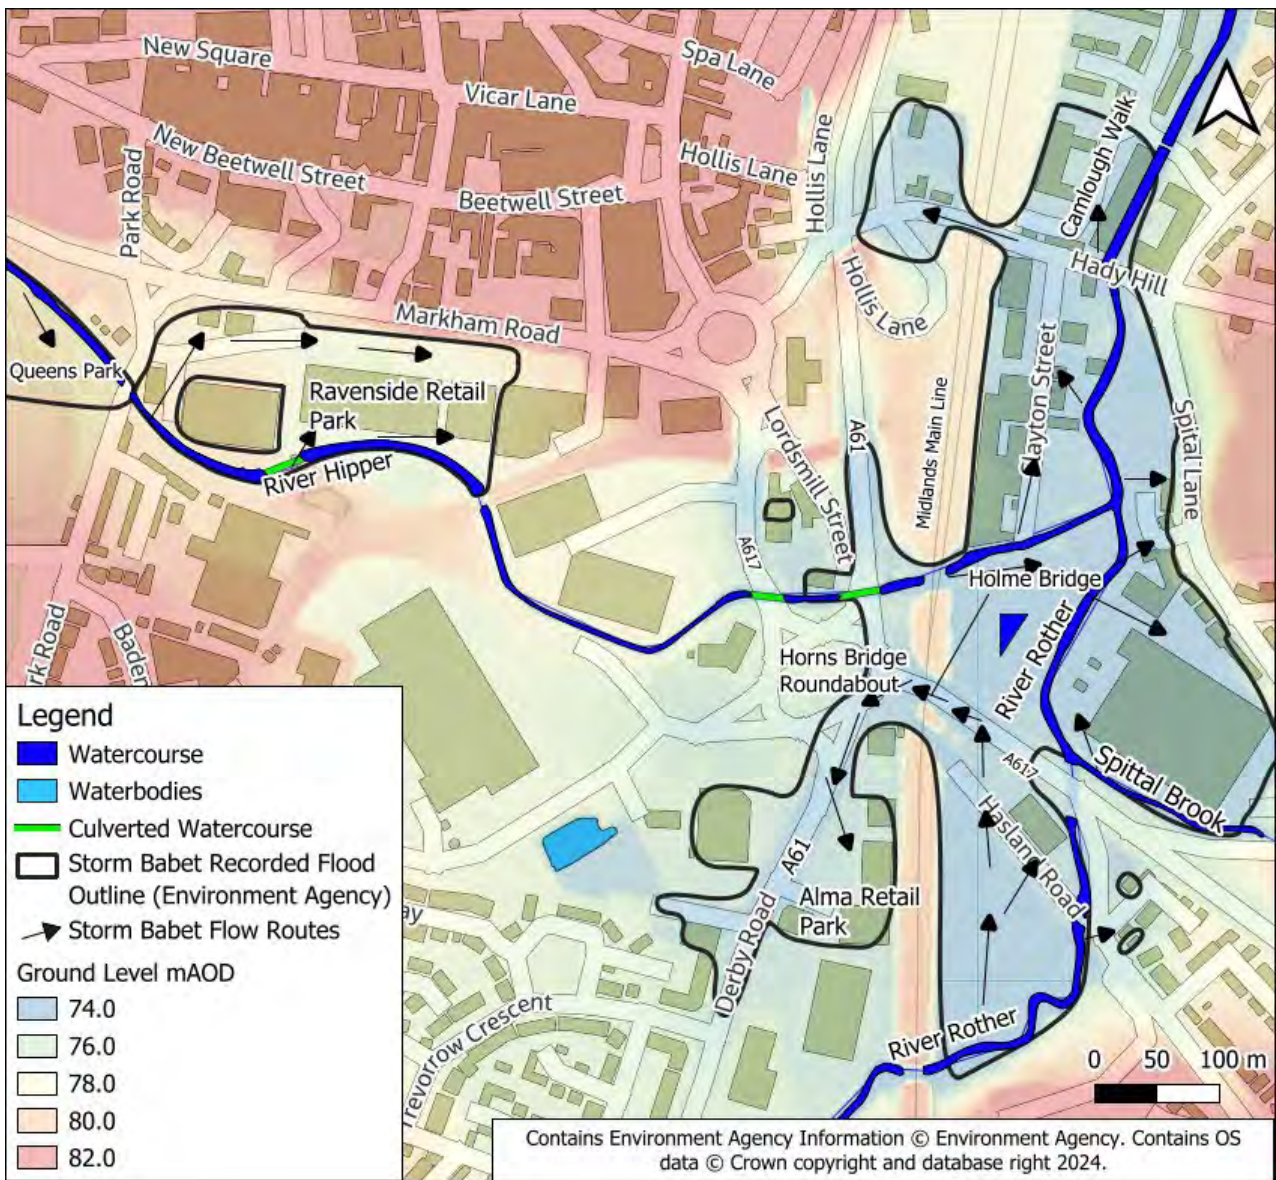 New Square
Spa Lane
Vicar Lane
New Beetwell Street
Hollis Lane
Hollis Lane
Camlough Walk
Park Road
Beetwell Street
Hady Hill
Hollis Lane
Markham Road
Queens Park
Ravenside Retail
Park
Clayton Street
Midlands Main Line
Lordsmill Street
A61
Spital Lane
River Hipper
A617
Holme Bridge
Horns Bridge
Roundabout
River Rother
A617
Spittal Brook
Hasland Road
A61
Alma Retail
Park
Derby Road
River Rother
Trevorrow Crescent
rk Road
Baden
ay
Legend
Watercourse
Waterbodies
Culverted Watercourse
Storm Babet Recorded Flood
Outline (Environment Agency)
Storm Babet Flow Routes
Ground Level mAOD
74.0
76.0
78.0
80.0
82.0
0 50 100 m
Contains Environment Agency Information © Environment Agency. Contains OS
data © Crown copyright and database right 2024.